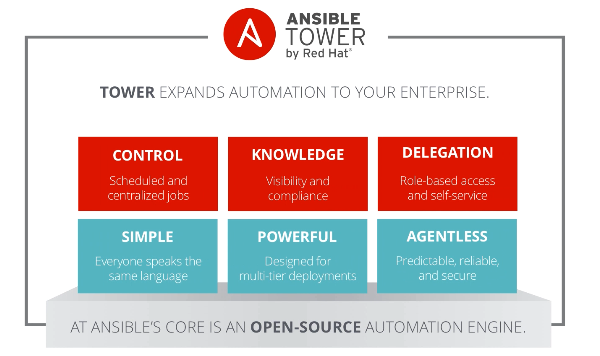 ANSIBLE
TOWER
by Red Hat®
TOWER EXPANDS AUTOMATION TO YOUR ENTERPRISE.
CONTROL
Scheduled and
centralized jobs
KNOWLEDGE
Visibility and
compliance
DELEGATION
Role-based access
and self-service
SIMPLE
Everyone speaks the
same language
POWERFUL
Designed for
multi-tier deployments
AGENTLESS
Predictable, reliable,
and secure
AT ANSIBLE'S CORE IS AN OPEN-SOURCE AUTOMATION ENGINE.